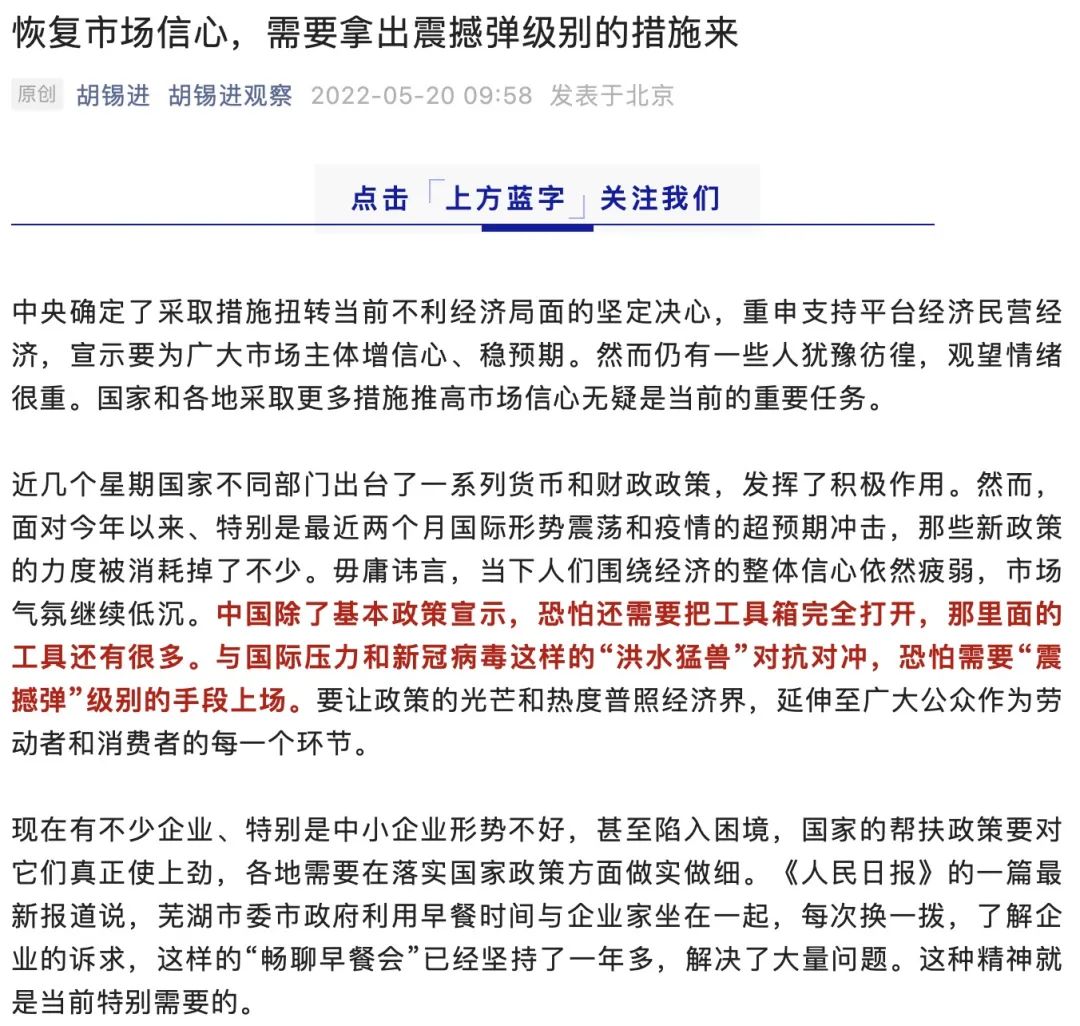 恢复市场信心，需要拿出震撼弹级别的措施来
原创 胡锡进 胡锡进观察 2022-05-20 09:58 发表于北京
点击「上方蓝字」关注我们
中央确定了采取措施扭转当前不利经济局面的坚定决心，重申支持平台经济民营经
济，宣示要为广大市场主体增信心、稳预期。然而仍有一些人犹豫彷徨，观望情绪
很重。国家和各地采取更多措施推高市场信心无疑是当前的重要任务。
近几个星期国家不同部门出台了一系列货币和财政政策，发挥了积极作用。然而，
面对今年以来、特别是最近两个月国际形势震荡和疫情的超预期冲击，那些新政策
的力度被消耗掉了不少。毋庸讳言，当下人们围绕经济的整体信心依然疲弱，市场
气氛继续低沉。中国除了基本政策宣示，恐怕还需要把工具箱完全打开，那里面的
工具还有很多。与国际压力和新冠病毒这样的“洪水猛兽”对抗对冲，恐怕需要“震
撼弹”级别的手段上场。要让政策的光芒和热度普照经济界，延伸至广大公众作为劳
动者和消费者的每一个环节。
现在有不少企业、特别是中小企业形势不好，甚至陷入困境，国家的帮扶政策要对
它们真正使上劲，各地需要在落实国家政策方面做实做细。《人民日报》的一篇最
新报道说，芜湖市委市政府利用早餐时间与企业家坐在一起，每次换一拨，了解企
业的诉求，这样的“畅聊早餐会”已经坚持了一年多，解决了大量问题。这种精神就
是当前特别需要的。